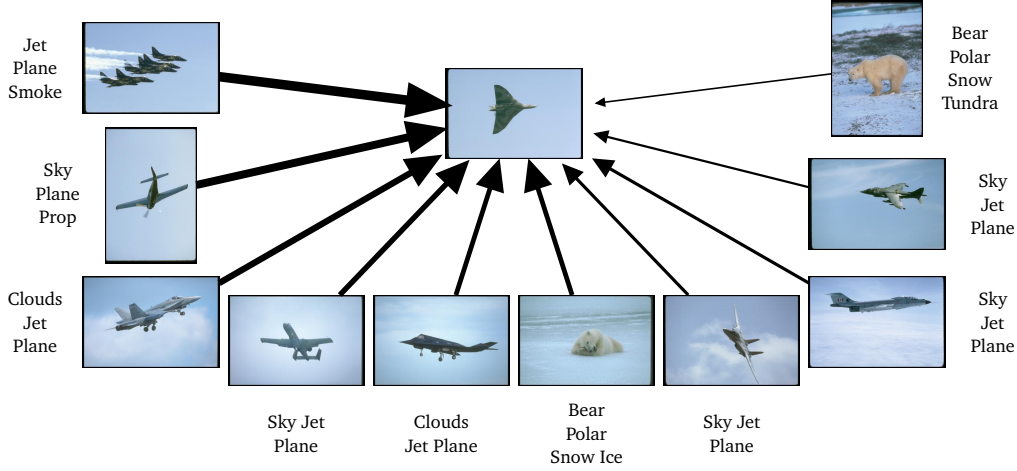 Jet
Plane
Smoke
Bear
Polar
Snow
Tundra
Sky
Plane
Prop
Sky
Jet
Plane
Clouds
Jet
Plane
Sky
Jet
Plane
Sky Jet
Plane
Clouds
Jet Plane
Bear
Polar
Snow Ice
Sky Jet
Plane